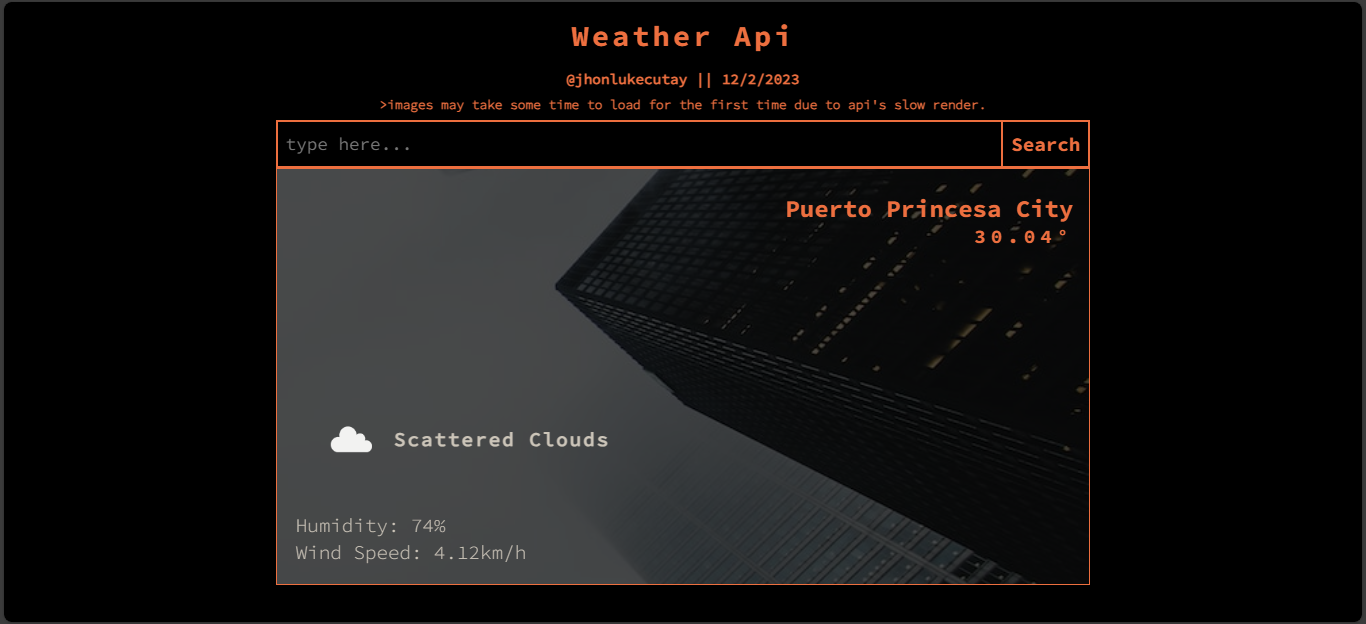 Weather Api
@jhonlukecutay || 12/2/2023
>images may take some time to load for the first time due to api's slow render.
type here...
Search
Puerto Princesa City
30.04°
Scattered Clouds
Humidity: 74%
Wind Speed: 4.12km/h